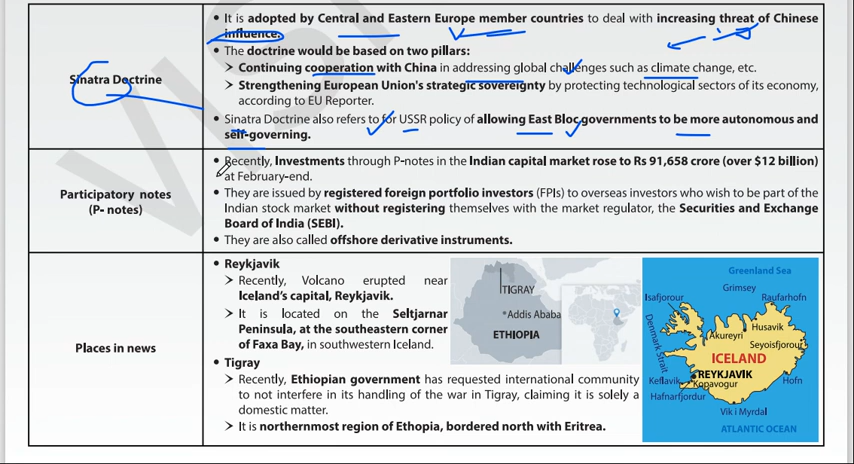 • It is adopted by Central and Eastern Europe member countries to deal with increasing threat of Chinese
influence.
• The doctrine would be based on two pillars:
➢ Continuing cooperation with China in addressing global challenges such as climate change, etc.
➢ Strengthening European Union's strategic sovereignty by protecting technological sectors of its economy,
according to EU Reporter.
• Sinatra Doctrine also refers to for USSR policy of allowing East Bloc governments to be more autonomous and
self-governing.
Sinatra Doctrine
• Recently, Investments through P-notes in the Indian capital market rose to Rs 91,658 crore (over $12 billion)
at February-end.
• They are issued by registered foreign portfolio investors (FPIs) to overseas investors who wish to be part of the
Indian stock market without registering themselves with the market regulator, the Securities and Exchange
Board of India (SEBI).
• They are also called offshore derivative instruments.
Participatory notes
(P- notes)
Places in news
• Reykjavik
➢ Recently, Volcano erupted near
Iceland's capital, Reykjavik.
➢ It is located on the Seltjarnar
Peninsula, at the southeastern corner
of Faxa Bay, in southwestern Iceland.
• Tigray
➢ Recently, Ethiopian government has requested international community
to not interfere in its handling of the war in Tigray, claiming it is solely a
domestic matter.
➢ It is northernmost region of Ethopia, bordered north with Eritrea.
TIGRAY
*Addis Ababa
ETHIOPIA
Greenland Sea
Grimsey
Isafjorour
Raufarhofn
Denmark Strait
Husavik
Akureyri
Seyoisfjorour
ICELAND
REYKJAVIK
Keflavik
Kopavogur
Hofn
Hafnarfjordur
Vik i Myrdal
ATLANTIC OCEAN
VISI